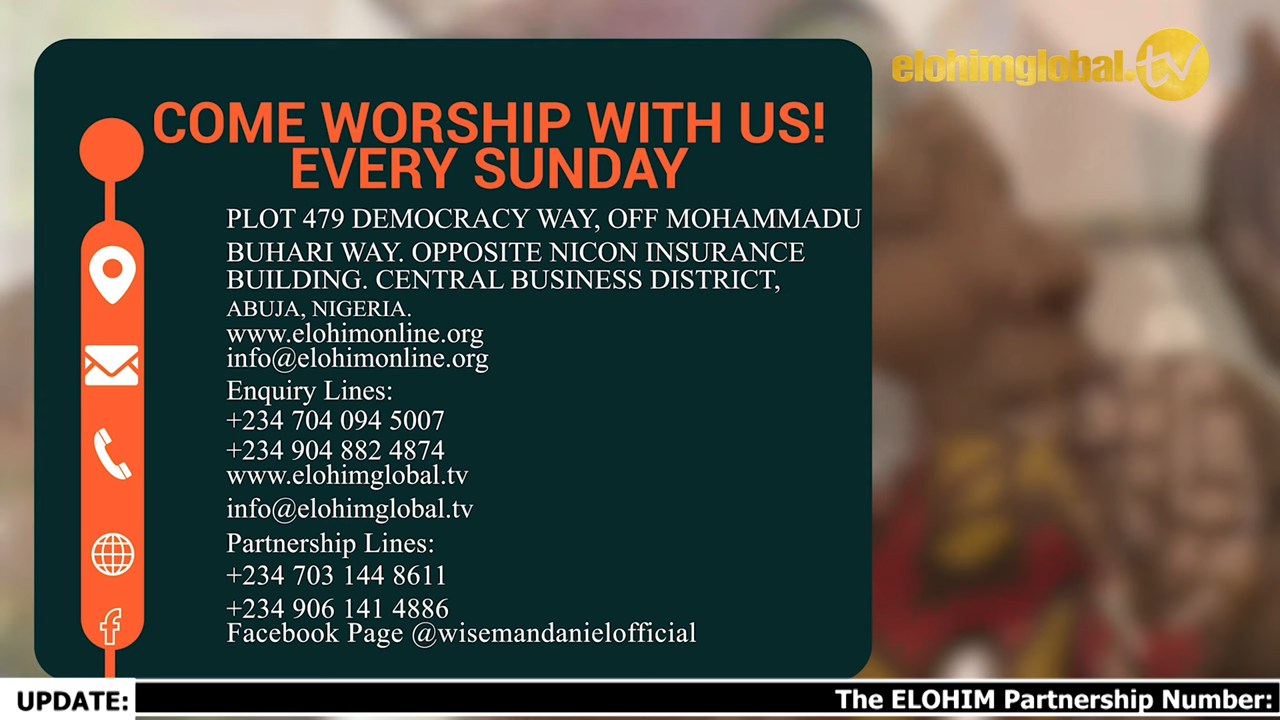 elohimglobal.tv
COME WORSHIP WITH US!
EVERY SUNDAY
PLOT 479 DEMOCRACY WAY, OFF MOHAMMADU
BUHARI WAY. OPPOSITE NICON INSURANCE
BUILDING. CENTRAL BUSINESS DISTRICT,
ABUJA, NIGERIA.
www.elohimonline.org
info@elohimonline.org
Enquiry Lines:
+234 704 094 5007
+234 904 882 4874
www.elohimglobal.tv
info@elohimglobal.tv
Partnership Lines:
+234 703 144 8611
+234 906 141 4886
Facebook Page @wisemandanielofficial
UPDATE: The ELOHIM Partnership Number: